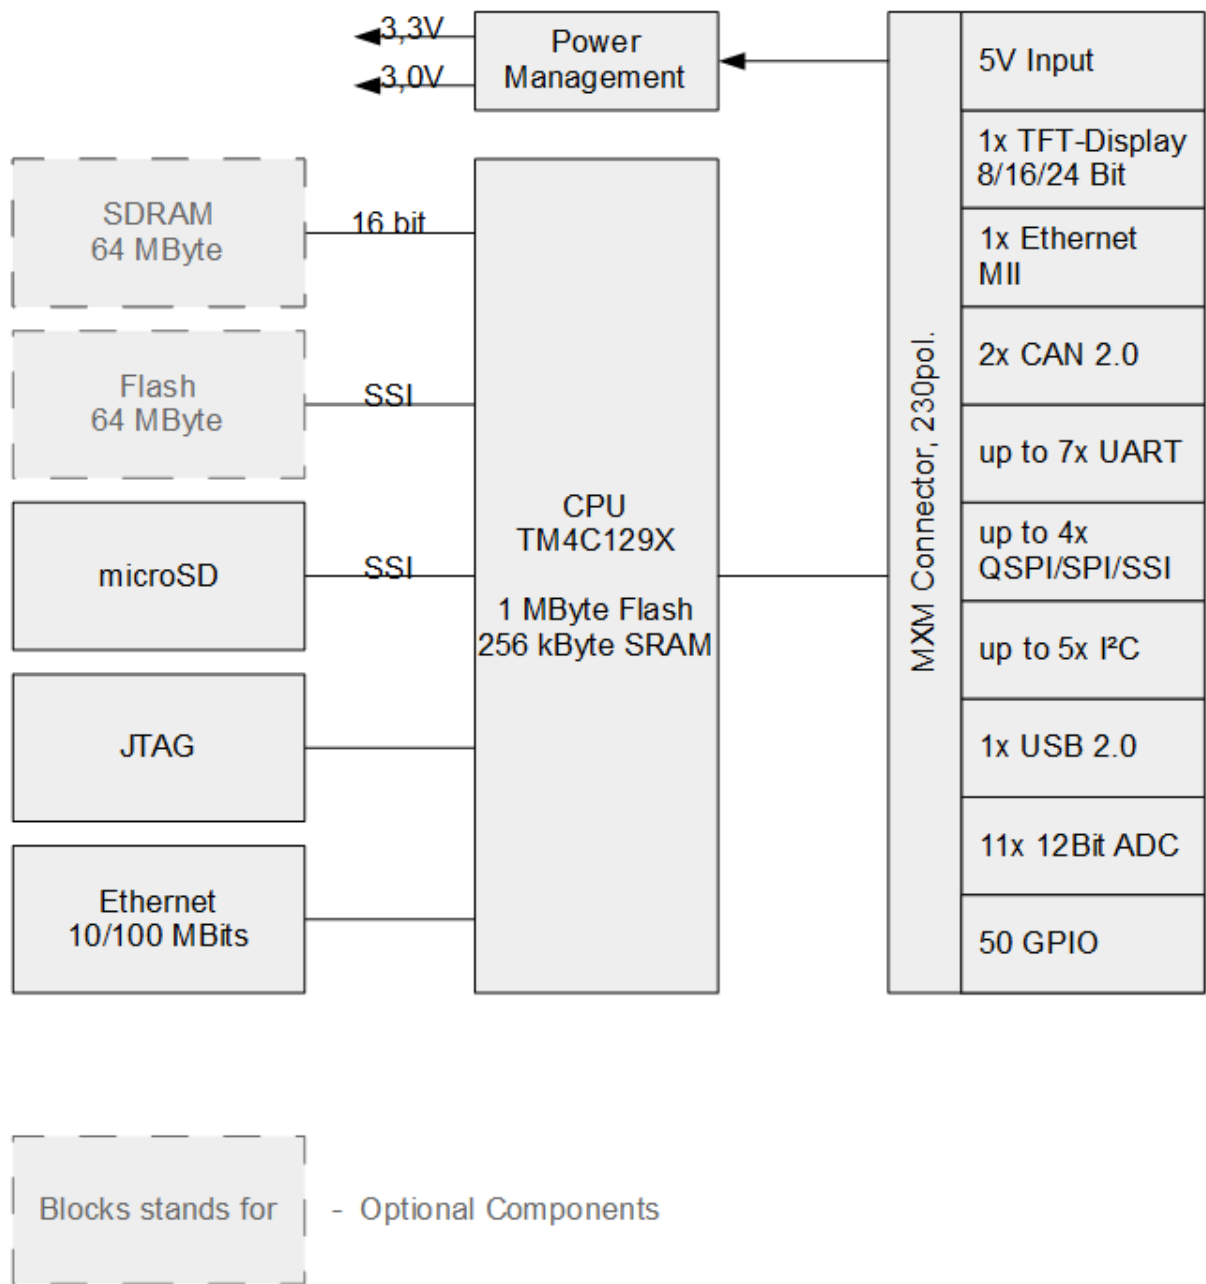 3,3V
3,0V
Power
Management
5V Input
1x TFT-Display
8/16/24 Bit
1x Ethernet
MII
2x CAN 2.0
up to 7x UART
up to 4x
QSPI/SPI/SSI
up to 5x I²C
1x USB 2.0
11x 12Bit ADC
50 GPIO
MXM Connector, 230pol.
SDRAM
64 MByte
16 bit
Flash
64 MByte
SSI
microSD
SSI
JTAG
Ethernet
10/100 MBits
CPU
TM4C129X
1 MByte Flash
256 kByte SRAM
Blocks stands for - Optional Components